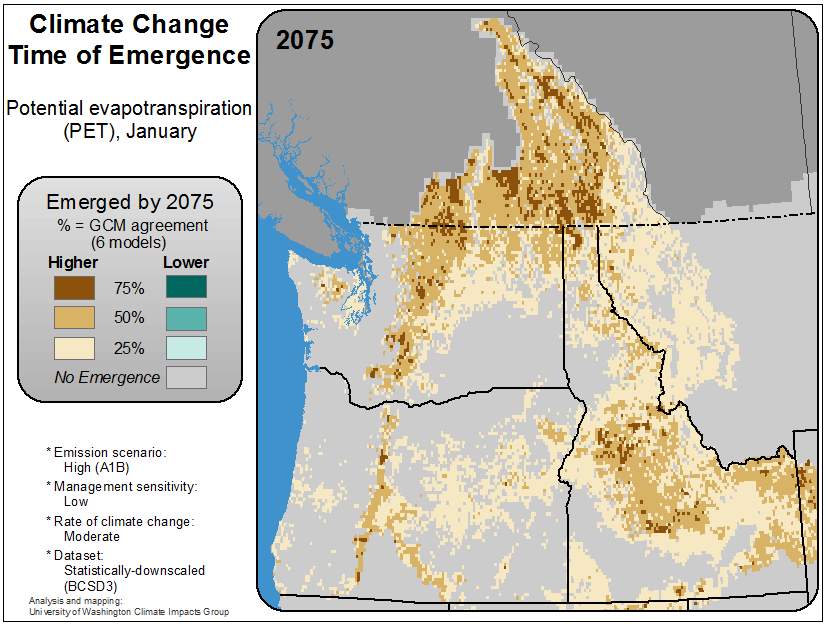 Climate Change
Time of Emergence
Potential evapotranspiration
(PET), January
Emerged by 2075
% = GCM agreement
(6 models)
Higher Lower
75%
50%
25%
No Emergence
* Emission scenario:
High (A1B)
* Management sensitivity:
Low
* Rate of climate change:
Moderate
* Dataset:
Statistically-downscaled
(BCSD3)
Analysis and mapping:
University of Washington Climate Impacts Group
2075